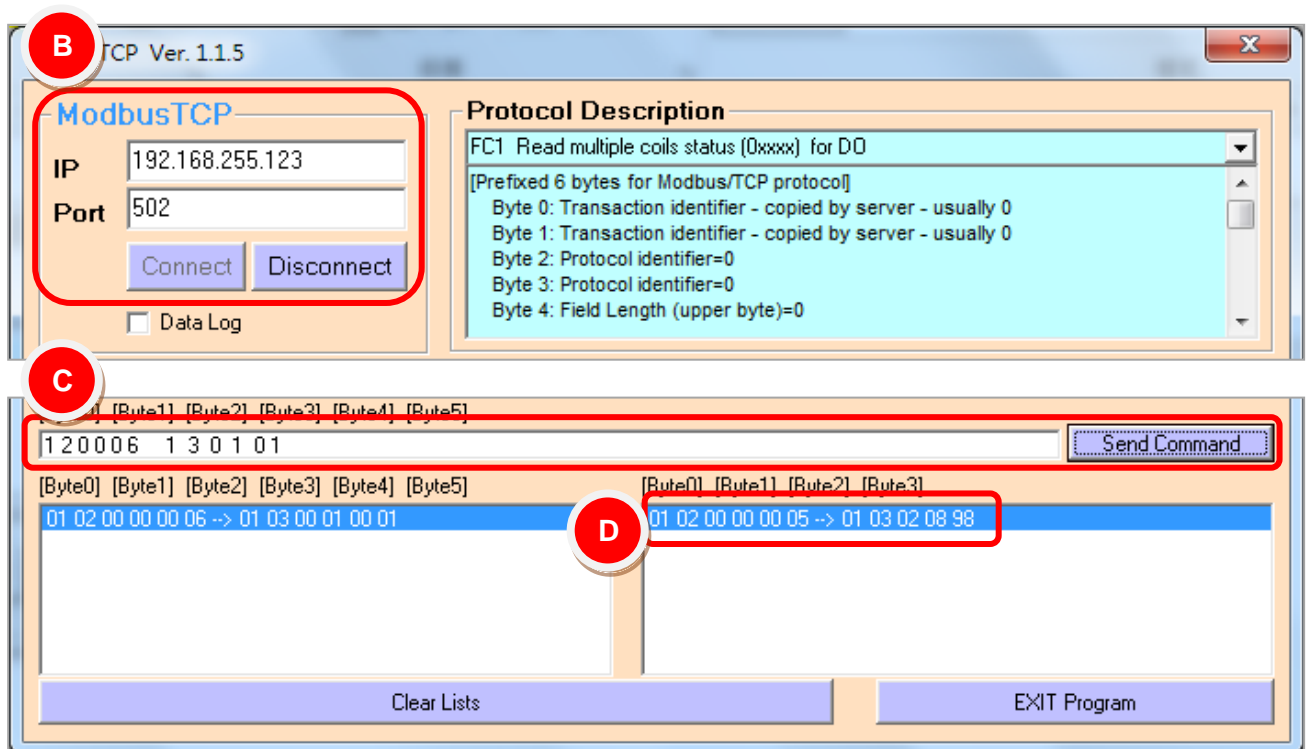 B
TCP Ver. 1.1.5
x
ModbusTCP
IP 192.168.255.123
Port 502
Connect Disconnect
Data Log
Protocol Description
FC1 Read multiple coils status (0xxxx) for DO
[Prefixed 6 bytes for Modbus/TCP protocol]
Byte 0: Transaction identifier - copied by server - usually 0
Byte 1: Transaction identifier - copied by server - usually 0
Byte 2: Protocol identifier=0
Byte 3: Protocol identifier=0
Byte 4: Field Length (upper byte)=0
C
[Byte1] [Byte2] [Byte3] [Byte4] [Byte5]
1 2 0 0 0 6 1 3 0 1 0 1 Send Command
[Byte0] [Byte1] [Byte2] [Byte3] [Byte4] [Byte5]
[Byte0] [Byte1] [Byte2] [Byte3]
01 02 00 00 00 06 --> 01 03 00 01 00 01
D
01 02 00 00 00 05 --> 01 03 02 08 98
Clear Lists
EXIT Program